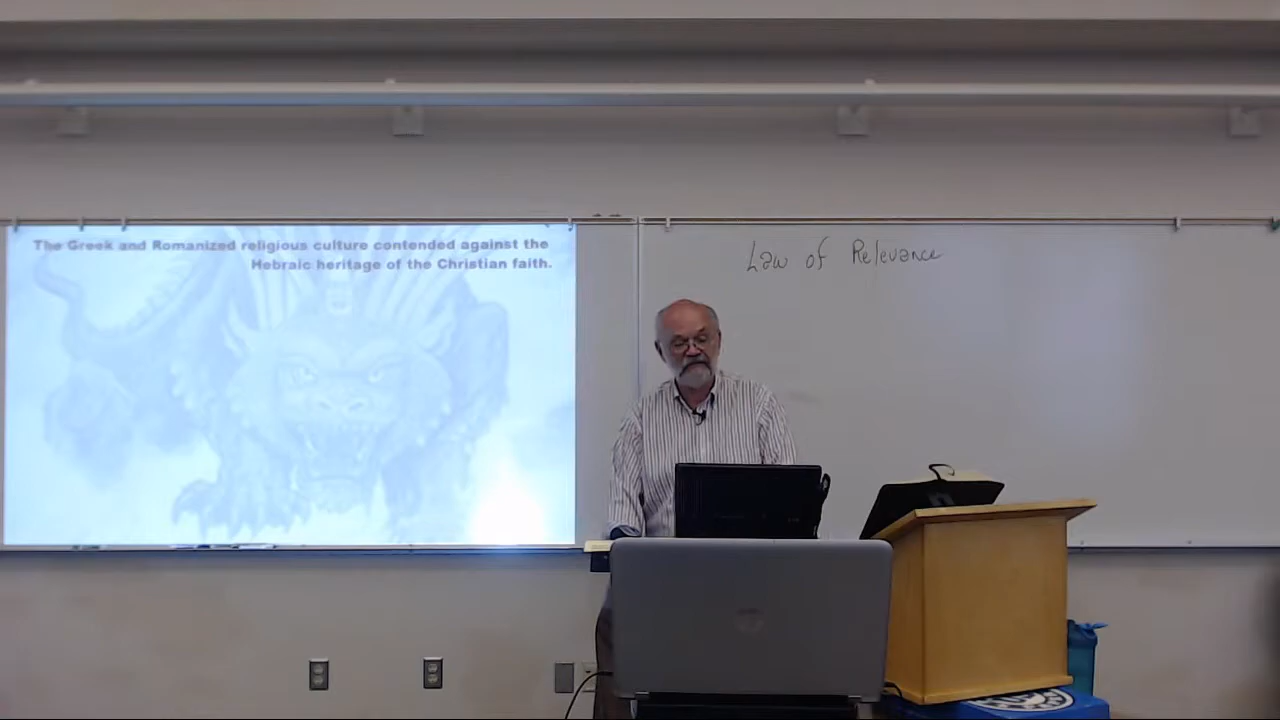 The Greek and Romanized religious culture contended against the
Hebraic heritage of the Christian faith.
Law of Relevance